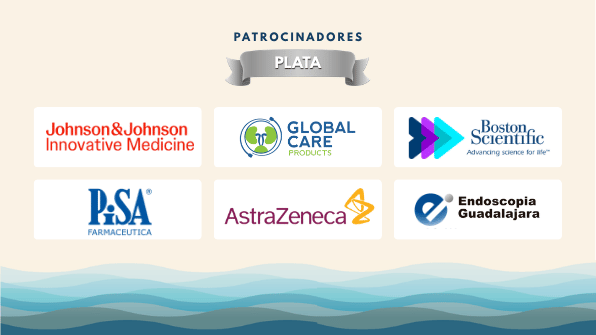 PATROCINADORES
PLATA
Johnson&Johnson
Innovative Medicine
GLOBAL
CARE
PRODUCTS
Boston
Scientific
Advancing science for life™
PiSA®
FARMACEUTICA
AstraZeneca
Endoscopia
Guadalajara